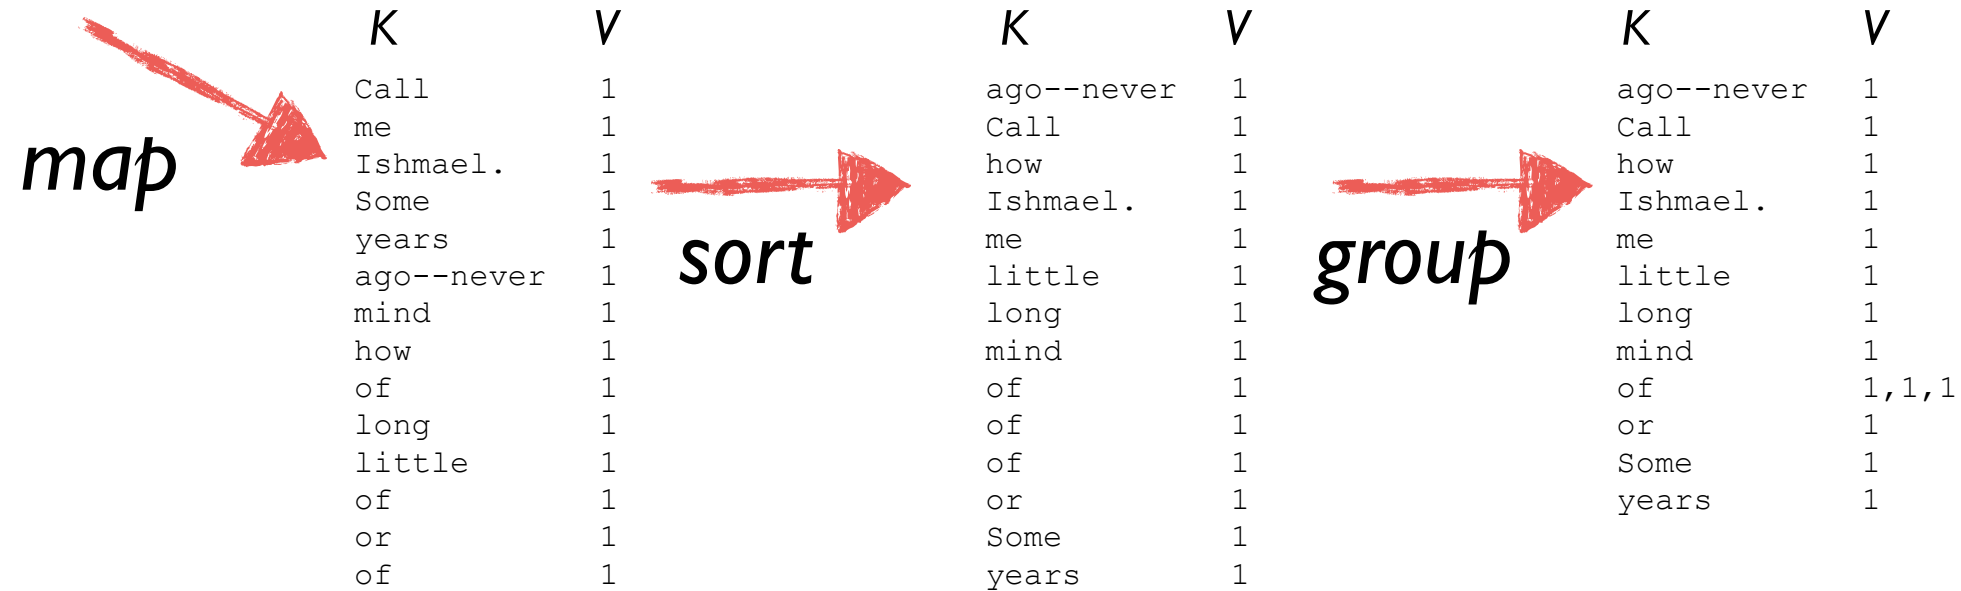 K V K V K V
Call 1 ago--never 1 ago--never 1
me 1 Call 1 Call 1
Ishmael. 1 how 1 how 1
Some 1 Ishmael. 1 Ishmael. 1
years 1 me 1 me 1
ago--never 1 little 1 little 1
mind 1 long 1 long 1
how 1 mind 1 mind 1
of 1 of 1 of 1,1,1
long 1 of 1 or 1
little 1 of 1 Some 1
of 1 or 1 years 1
or 1 Some 1
of 1 years 1
map
sort
group